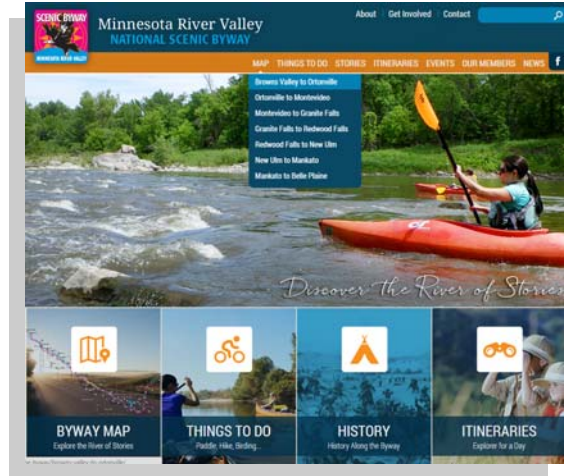 SCENIC BYWAY
MINNESOTA RIVER VALLEY
Minnesota River Valley
NATIONAL SCENIC BYWAY
About Get Involved Contact
MAP THINGS TO DO STORIES ITINERARIES EVENTS OUR MEMBERS NEWS f
Browns Valley to Ortonville
Ortonville to Montevideo
Montevideo to Granite Falls
Granite Falls to Redwood Falls
Redwood Falls to New Ulm
New Ulm to Mankato
Mankato to Belle Plaine
Discover The River of Stories
BYWAY MAP
Explore the River of Stories
THINGS TO DO
Paddle, Hike, Birding...
HISTORY
History Along the Byway
ITINERARIES
Explorer for a Day